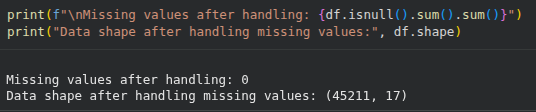 print(f"\nMissing values after handling: {df.isnull().sum().sum()}")
print("Data shape after handling missing values:", df.shape)
Missing values after handling: 0
Data shape after handling missing values: (45211, 17)